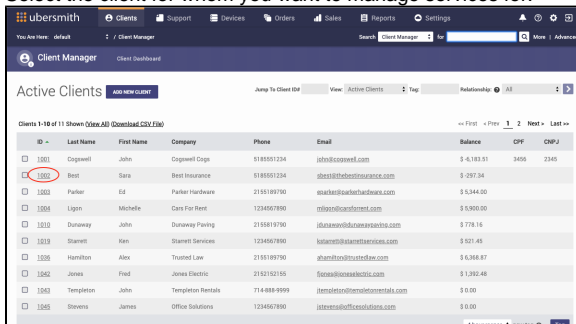 Select the client for whom you want to manage services for.
ubersmith Clients Support Devices Orders Sales Reports Settings
You Are Here: default / Client Manager Search Client Manager for More | Advanced
Client Manager Client Dashboard
Active Clients ADD NEW CLIENT Jump To Client ID# View: Active Clients Tag: Relationship: All
Clients 1-10 of 11 Shown (View All) (Download CSV File) << First < Prev 1 2 Next > Last >>
ID Last Name First Name Company Phone Email Balance CPF CNPJ
1001 Cogswell John Cogswell Cogs 5185551234 john@cogswell.com $ -6,183.51 3456 2345
1002 Best Sara Best Insurance 5185551234 sbest@thebestinsurance.com $ -297.34
1003 Parker Ed Parker Hardware 2155189790 eparker@parkerhardware.com $ 5,344.00
1004 Ligon Michelle Cars For Rent 1234567890 mligon@carsforrent.com $ 5,900.00
1010 Dunaway John Dunaway Paving 2155819790 jdunaway@dunawaypaving.com $ 778.16
1019 Starrett Ken Starrett Services 1234567890 kstarrett@starrettservices.com $ 521.45
1036 Hamilton Alex Trusted Law 2155189790 ahamilton@trustedlaw.com $ 6,368.87
1042 Jones Fred Jones Electric 2152152155 fjones@joneselectric.com $ 1,392.48
1043 Templeton John Templeton Rentals 714-888-9999 jtempleton@templetonrentals.com $ 0.00
1045 Stevens James Office Solutions 1234567890 jstevens@officesolutions.com $ 0.00